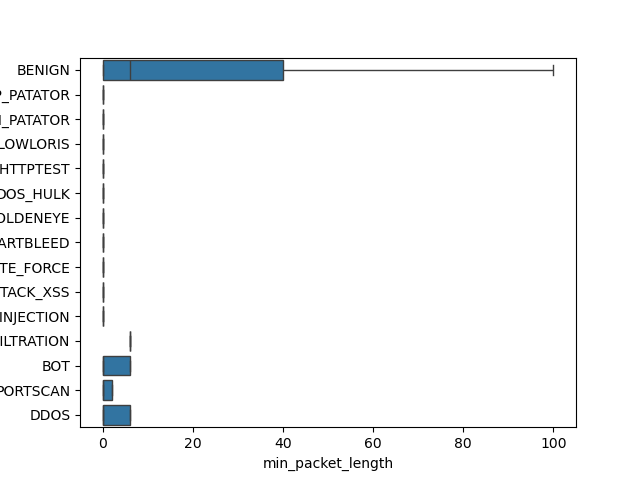 BENIGN
P_PATATOR
_PATATOR
LOWLORIS
HTTPTEST
DOS_HULK
OLDENEYE
ARTBLEED
TE_FORCE
TACK_XSS
INJECTION
ILTRATION
BOT
PORTSCAN
DDOS
0 20 40 60 80 100
min_packet_length